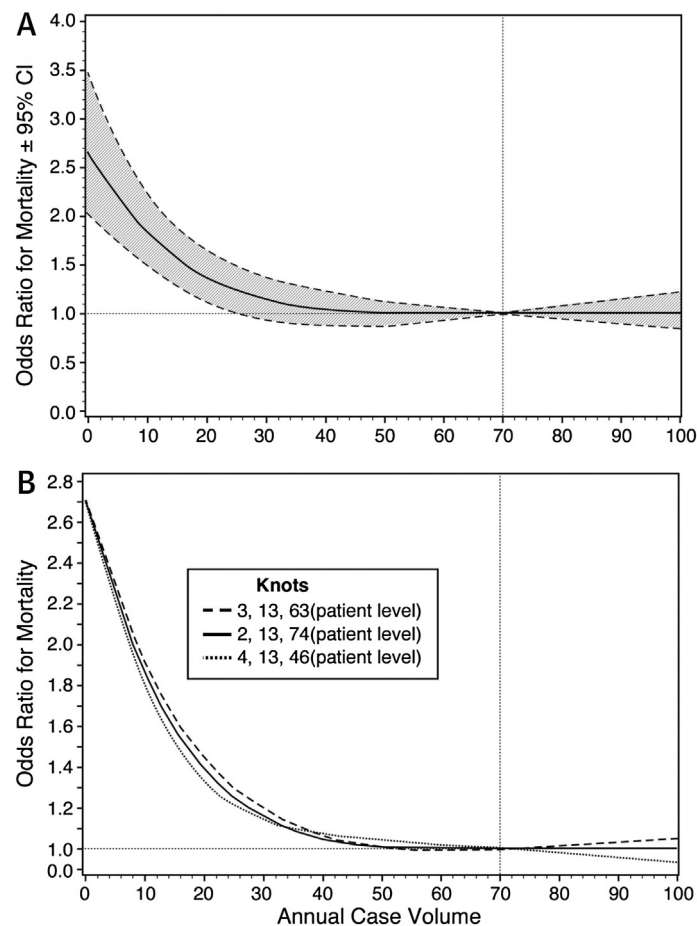 A
Odds Ratio for Mortality ± 95% CI
4.0
3.5
3.0
2.5
2.0
1.5
1.0
0.5
0.0
0 10 20 30 40 50 60 70 80 90 100
B
Odds Ratio for Mortality
2.8
2.6
2.4
2.2
2.0
1.8
1.6
1.4
1.2
1.0
0.0
Knots
3, 13, 63(patient level)
2, 13, 74(patient level)
4, 13, 46(patient level)
0 10 20 30 40 50 60 70 80 90 100
Annual Case Volume